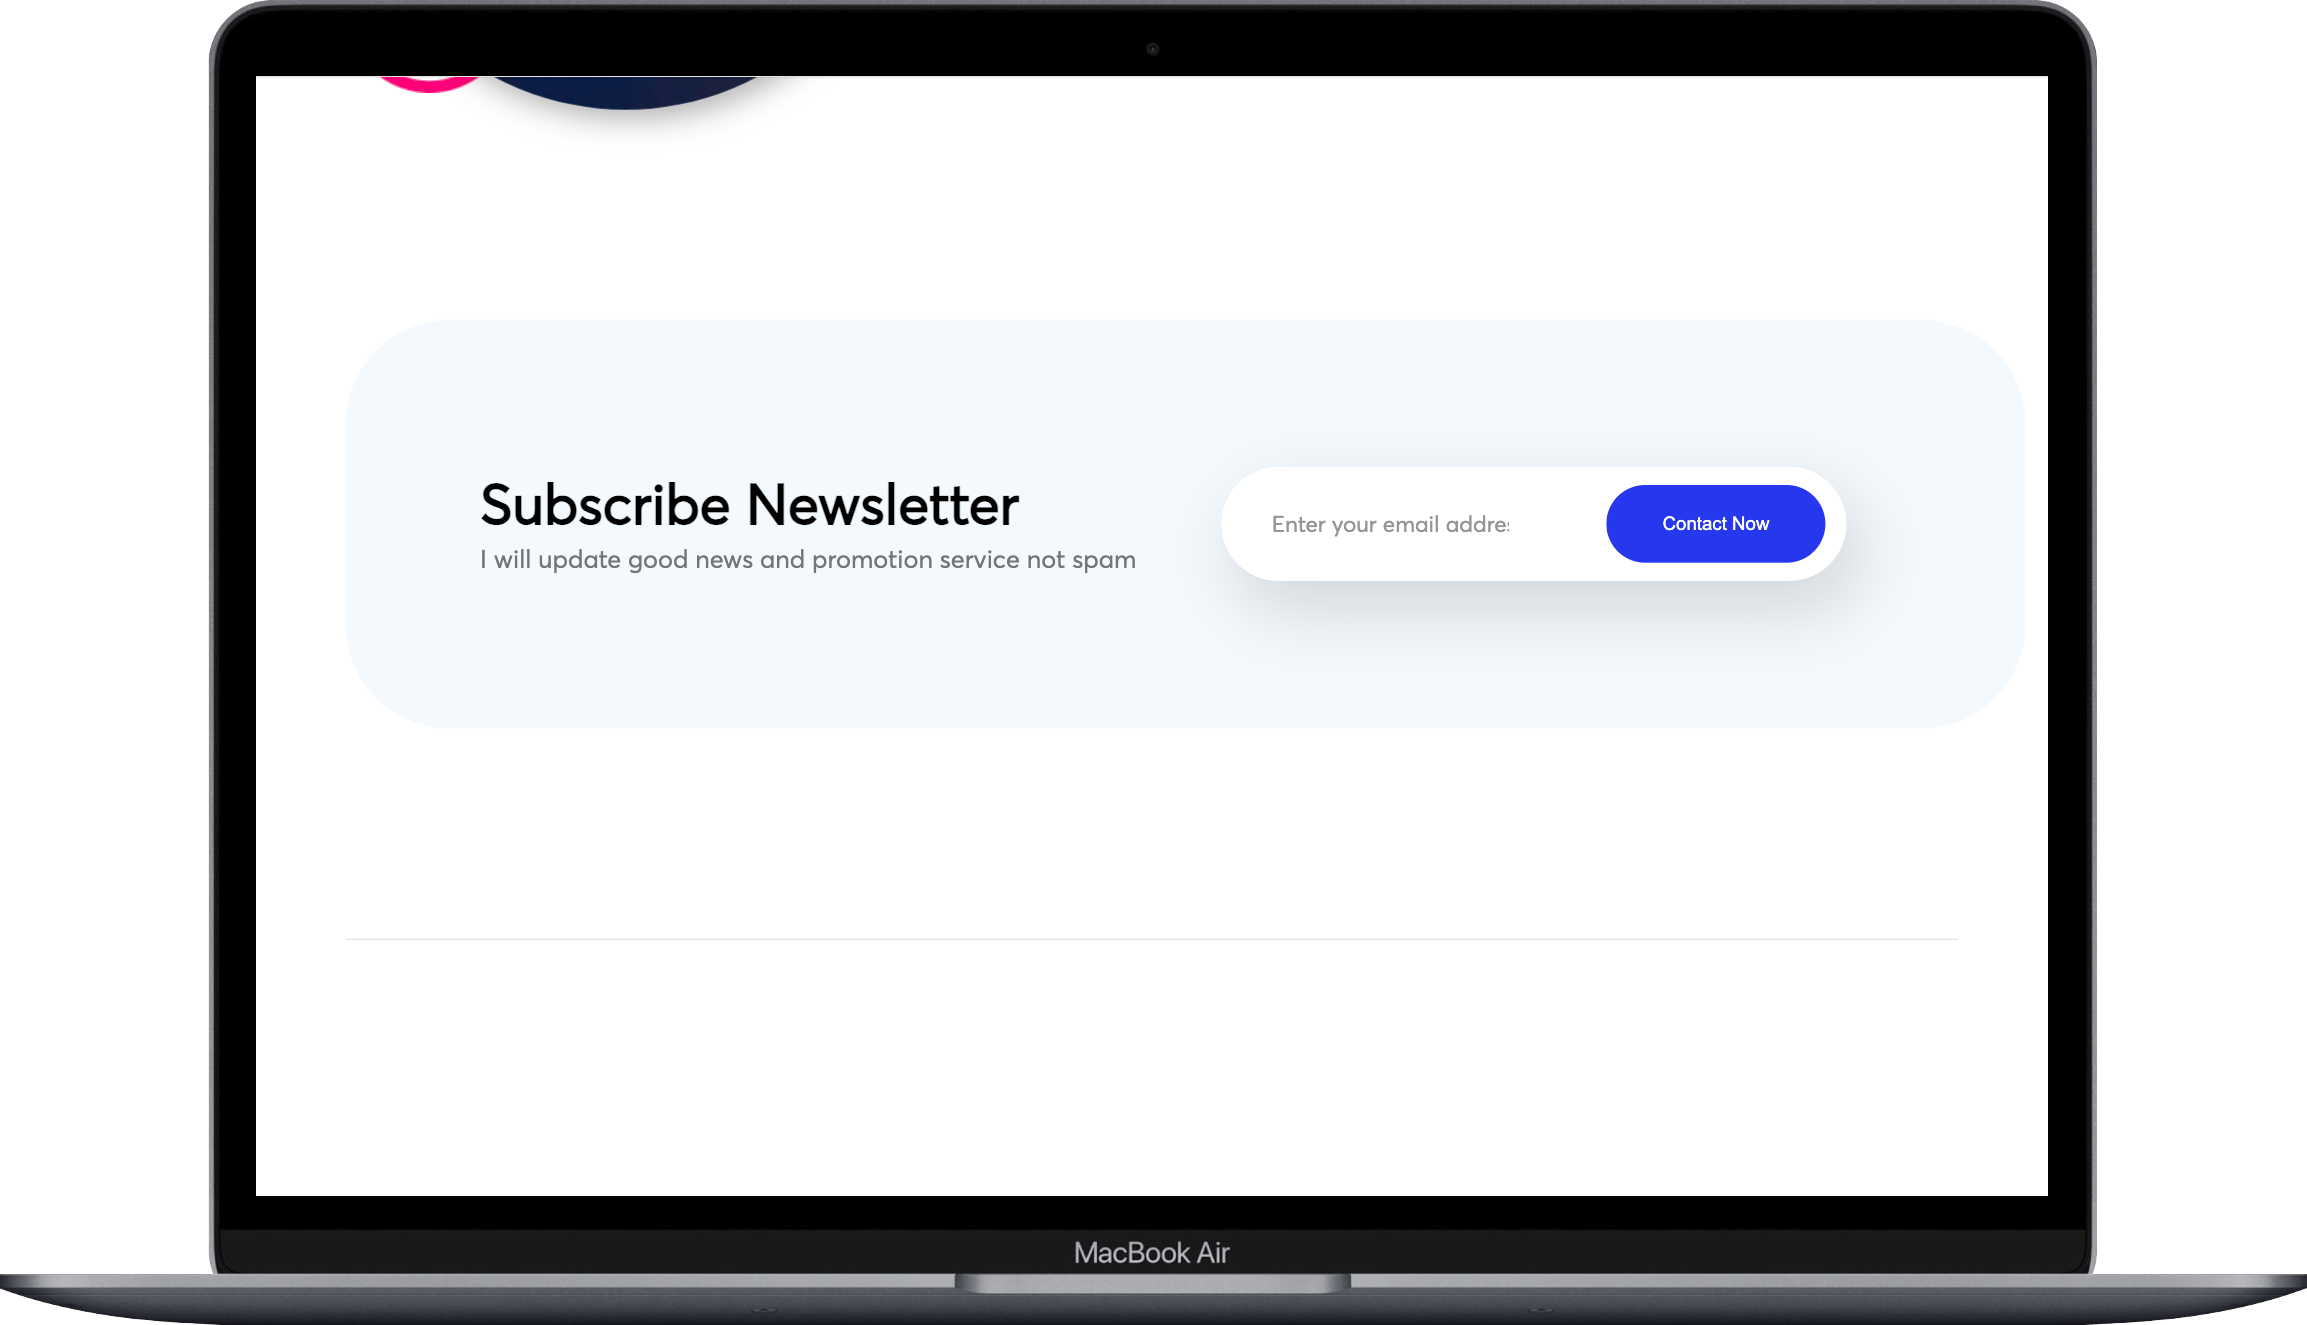 Subscribe Newsletter
I will update good news and promotion service not spam
Enter your email addre
Contact Now
MacBook Air